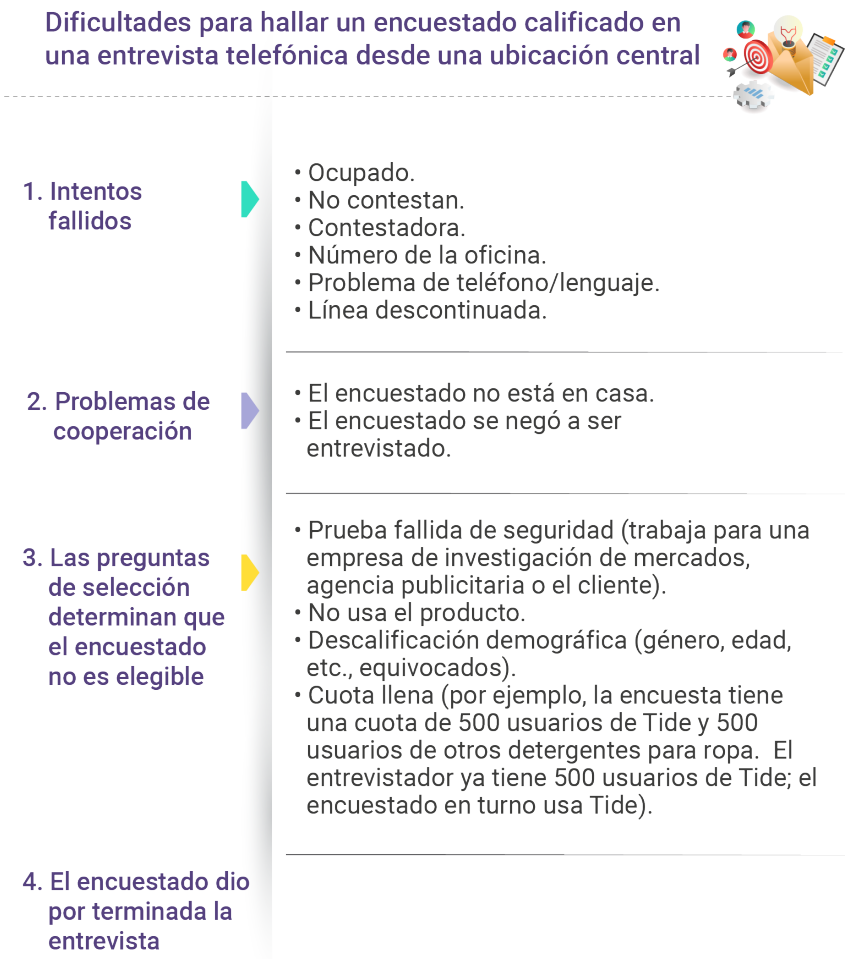 Dificultades para hallar un encuestado calificado en
una entrevista telefónica desde una ubicación central
1. Intentos
fallidos
• Ocupado.
• No contestan.
• Contestadora.
• Número de la oficina.
• Problema de teléfono/lenguaje.
• Línea descontinuada.
2. Problemas de
cooperación
• El encuestado no está en casa.
• El encuestado se negó a ser
entrevistado.
3. Las preguntas
de selección
determinan que
el encuestado
no es elegible
• Prueba fallida de seguridad (trabaja para una
empresa de investigación de mercados,
agencia publicitaria o el cliente).
• No usa el producto.
• Descalificación demográfica (género, edad,
etc., equivocados).
• Cuota llena (por ejemplo, la encuesta tiene
una cuota de 500 usuarios de Tide y 500
usuarios de otros detergentes para ropa.  El
entrevistador ya tiene 500 usuarios de Tide; el
encuestado en turno usa Tide).
4. El encuestado dio
por terminada la
entrevista